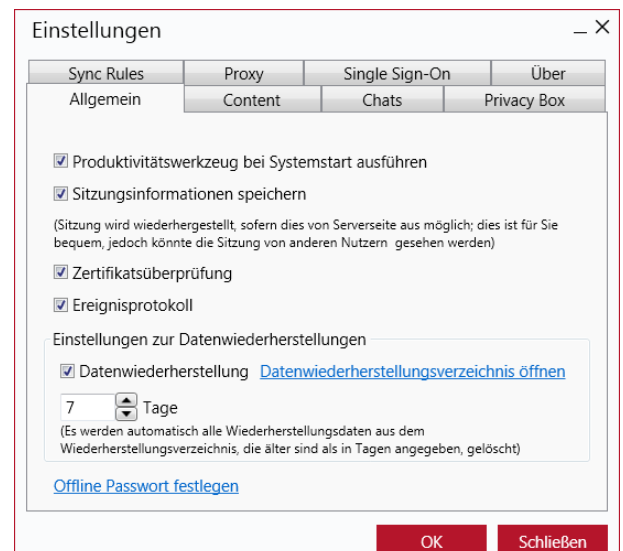 Einstellungen
Sync Rules Proxy Single Sign-On Über
Allgemein Content Chats Privacy Box
Produktivitätswerkzeug bei Systemstart ausführen
Sitzungsinformationen speichern
(Sitzung wird wiederhergestellt, sofern dies von Serverseite aus möglich; dies ist für Sie
bequem, jedoch könnte die Sitzung von anderen Nutzern gesehen werden)
Zertifikatsüberprüfung
Ereignisprotokoll
Einstellungen zur Datenwiederherstellungen
Datenwiederherstellung Datenwiederherstellungsverzeichnis öffnen
7 Tage
(Es werden automatisch alle Wiederherstellungsdaten aus dem
Wiederherstellungsverzeichnis, die älter sind als in Tagen angegeben, gelöscht)
Offline Passwort festlegen
OK Schließen